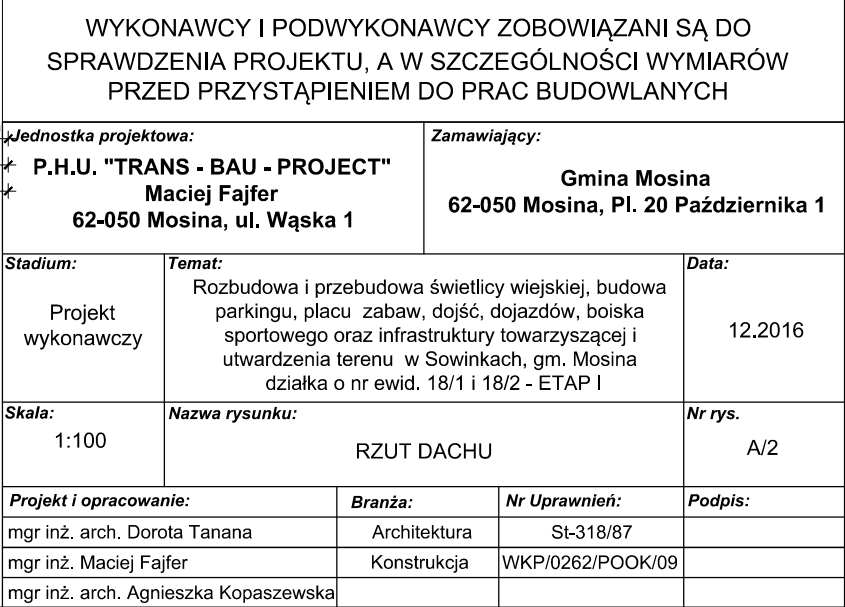 WYKONAWCY I PODWYKONAWCY ZOBOWIĄZANI SĄ DO
SPRAWDZENIA PROJEKTU, A W SZCZEGÓLNOŚCI WYMIARÓW
PRZED PRZYSTĄPIENIEM DO PRAC BUDOWLANYCH
Jednostka projektowa:
P.H.U. "TRANS - BAU - PROJECT"
Maciej Fajfer
62-050 Mosina, ul. Wąska 1
Zamawiający:
Gmina Mosina
62-050 Mosina, Pl. 20 Października 1
Stadium:
Projekt
wykonawczy
Temat:
Rozbudowa i przebudowa świetlicy wiejskiej, budowa
parkingu, placu zabaw, dojść, dojazdów, boiska
sportowego oraz infrastruktury towarzyszącej i
utwardzenia terenu w Sowinkach, gm. Mosina
działka o nr ewid. 18/1 i 18/2 - ETAP I
Data:
12.2016
Skala:
1:100
Nazwa rysunku:
RZUT DACHU
Nr rys.
A/2
Projekt i opracowanie: Branża: Nr Uprawnień: Podpis:
mgr inż. arch. Dorota Tanana Architektura St-318/87
mgr inż. Maciej Fajfer Konstrukcja WKP/0262/POOK/09
mgr inż. arch. Agnieszka Kopaszewska